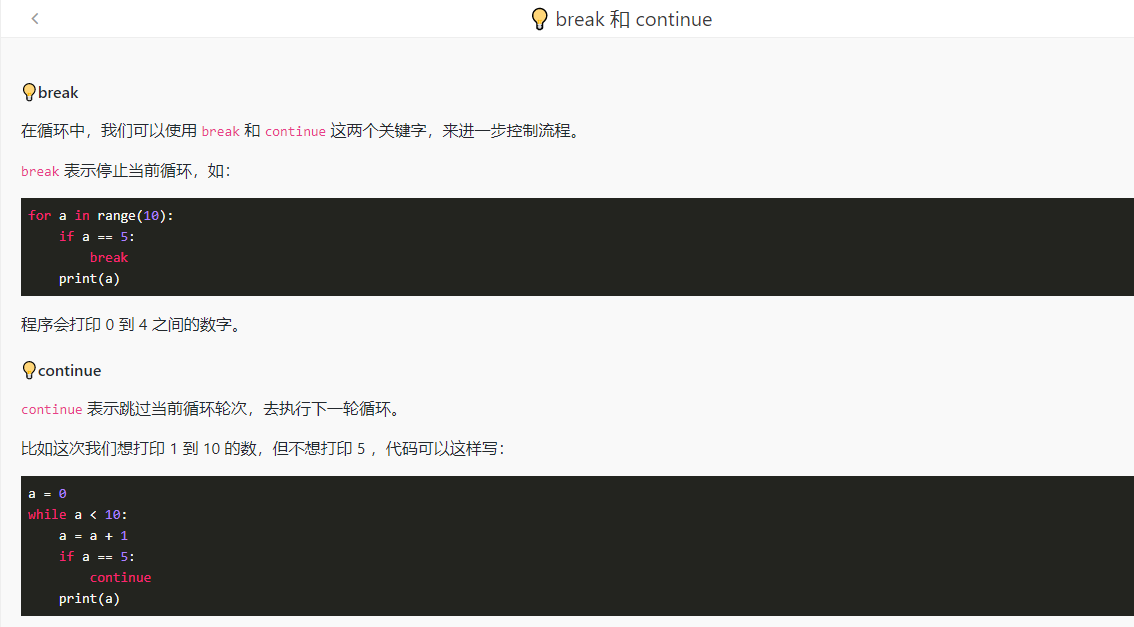 break 和 continue
break
在循环中，我们可以使用 break 和 continue 这两个关键字，来进一步控制流程。
break 表示停止当前循环，如：
for a in range(10):
    if a == 5:
        break
    print(a)
程序会打印 0 到 4 之间的数字。
continue
continue 表示跳过当前循环轮次，去执行下一轮循环。
比如这次我们想打印 1 到 10 的数，但不想打印 5 ，代码可以这样写：
a = 0
while a < 10:
    a = a + 1
    if a == 5:
        continue
    print(a)